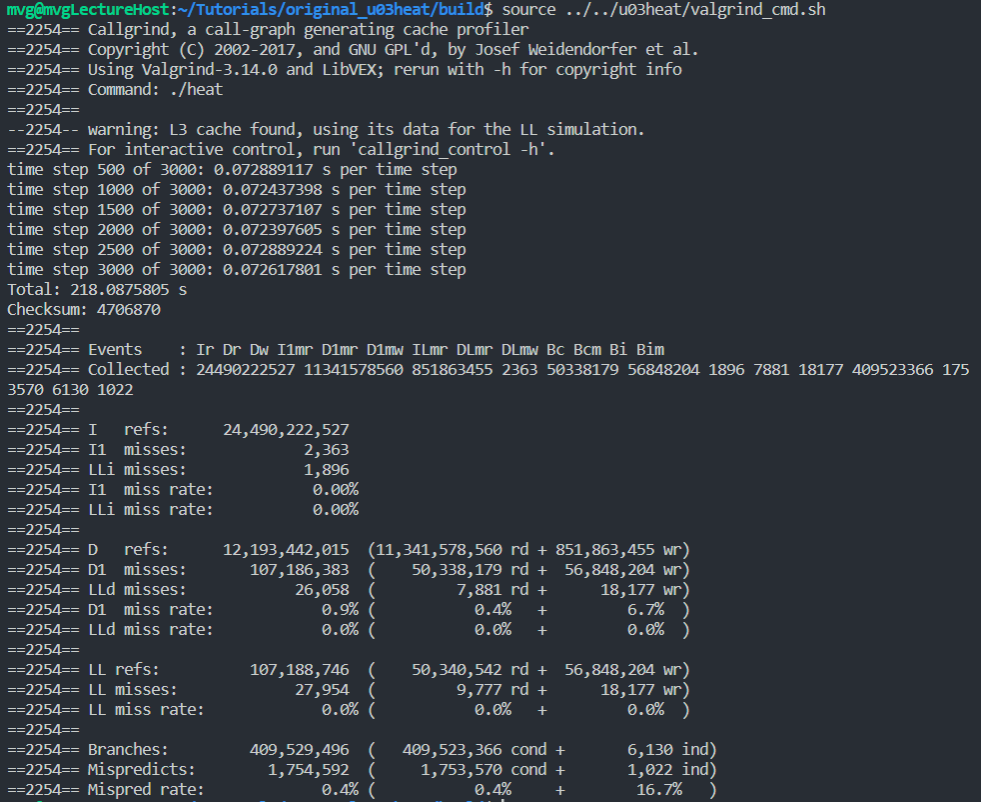 mvg@mvgLectureHost:~/Tutorials/original_u03heat/build$ source ../../u03heat/valgrind_cmd.sh
==2254== Callgrind, a call-graph generating cache profiler
==2254== Copyright (C) 2002-2017, and GNU GPL'd, by Josef Weidendorfer et al.
==2254== Using Valgrind-3.14.0 and LibVEX; rerun with -h for copyright info
==2254== Command: ./heat
==2254==
--2254-- warning: L3 cache found, using its data for the LL simulation.
==2254== For interactive control, run 'callgrind_control -h'.
time step 500 of 3000: 0.072889117 s per time step
time step 1000 of 3000: 0.072437398 s per time step
time step 1500 of 3000: 0.072737107 s per time step
time step 2000 of 3000: 0.072397605 s per time step
time step 2500 of 3000: 0.072889224 s per time step
time step 3000 of 3000: 0.072617801 s per time step
Total: 218.0875805 s
Checksum: 4706870
==2254==
==2254== Events    : Ir Dr Dw I1mr D1mr D1mw ILmr DLmr DLmw Bc Bcm Bi Bim
==2254== Collected : 24490222527 11341578560 851863455 2363 50338179 56848204 1896 7881 18177 409523366 175
3570 6130 1022
==2254==
==2254== I   refs:      24,490,222,527
==2254== I1  misses:             2,363
==2254== LLi misses:             1,896
==2254== I1  miss rate:           0.00%
==2254== LLi miss rate:           0.00%
==2254==
==2254== D   refs:      12,193,442,015  (11,341,578,560 rd + 851,863,455 wr)
==2254== D1  misses:       107,186,383  (    50,338,179 rd +  56,848,204 wr)
==2254== LLd misses:            26,058  (         7,881 rd +      18,177 wr)
==2254== D1  miss rate:            0.9% (           0.4%   +         6.7%  )
==2254== LLd miss rate:            0.0% (           0.0%   +         0.0%  )
==2254==
==2254== LL refs:          107,188,746  (    50,340,542 rd +  56,848,204 wr)
==2254== LL misses:             27,954  (         9,777 rd +      18,177 wr)
==2254== LL miss rate:             0.0% (           0.0%   +         0.0%  )
==2254==
==2254== Branches:         409,529,496  (   409,523,366 cond +       6,130 ind)
==2254== Mispredicts:        1,754,592  (     1,753,570 cond +       1,022 ind)
==2254== Mispred rate:             0.4% (           0.4%     +        16.7%   )